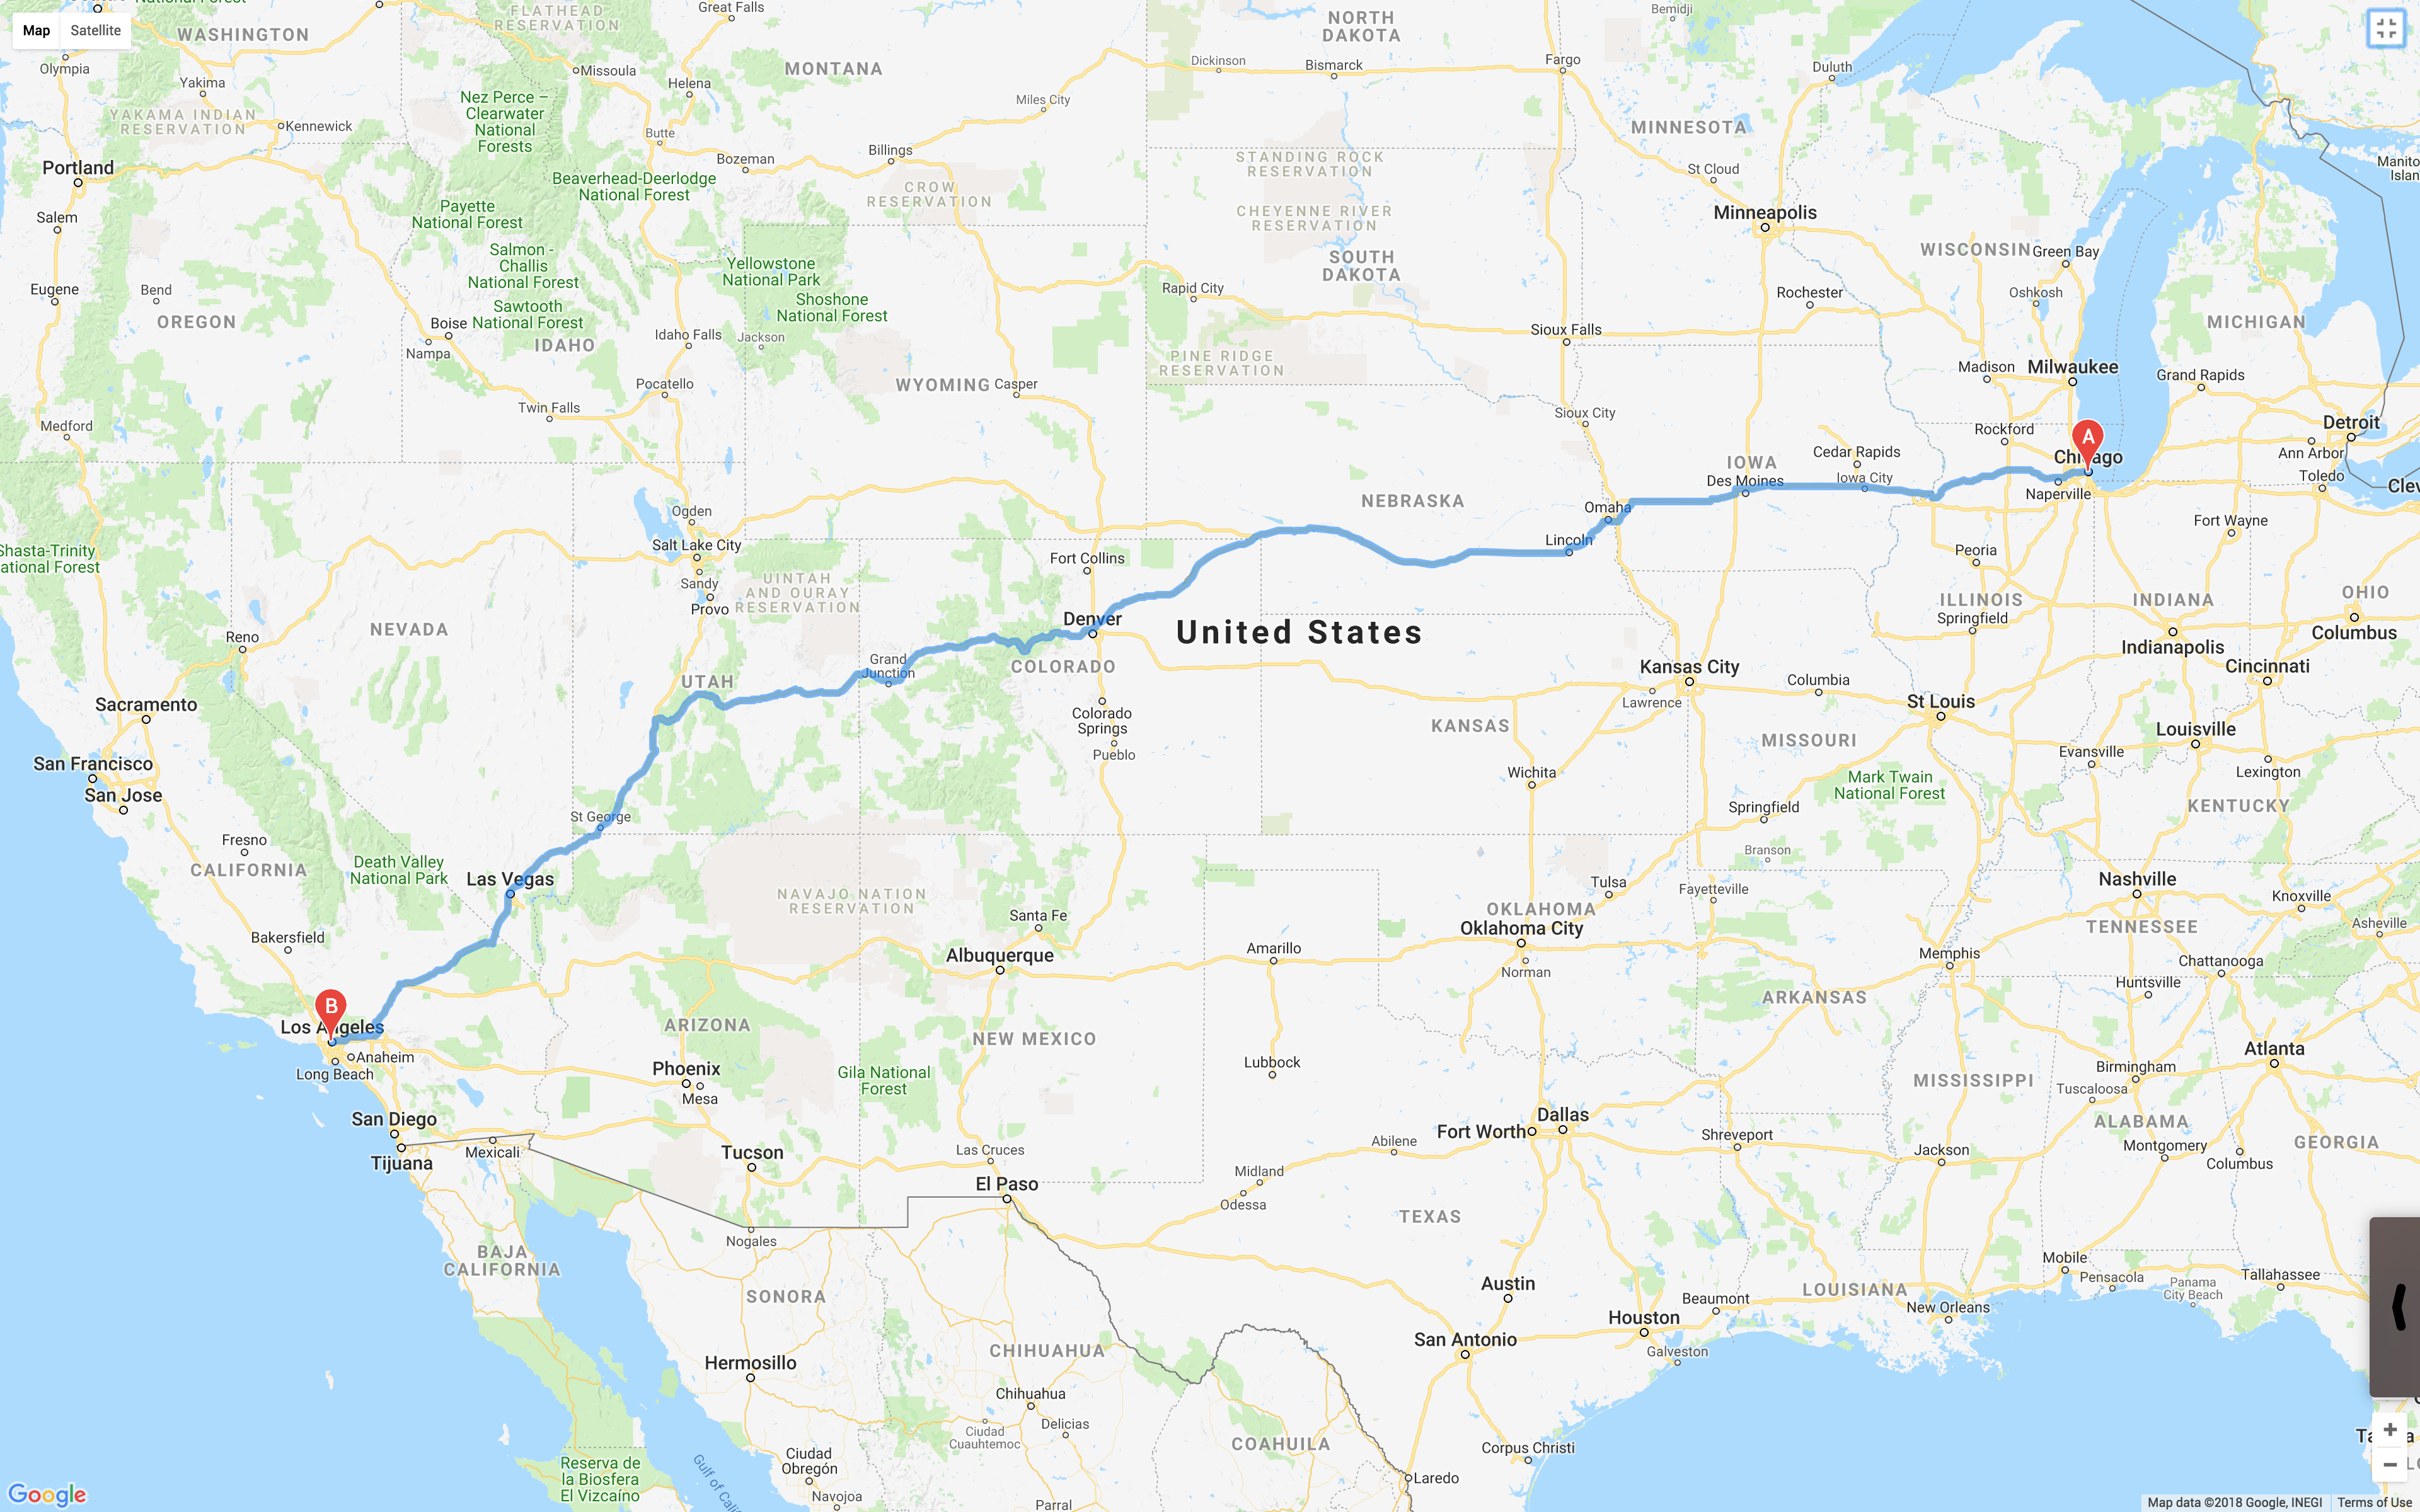 National Forest
Great Falls
FLATHEAD
RESERVATION
NORTH
DAKOTA
Bemidji
Map
Satellite
WASHINGTON
Olympia
Missoula
MONTANA
Dickinson
Bismarck
Fargo
Duluth
Yakima
Helena
Nez Perce –
Clearwater
National
Forests
Miles City
YAKAMA INDIAN
RESERVATION
Kennewick
Butte
MINNESOTA
Portland
Billings
Bozeman
STANDING ROCK
RESERVATION
St Cloud
Manito
Islan
Beaverhead-Deerlodge
National Forest
CROW
RESERVATION
Payette
National Forest
Salem
CHEYENNE RIVER
RESERVATION
Minneapolis
Salmon -
Challis
National Forest
Yellowstone
National Park
SOUTH
DAKOTA
WISCONSIN
Green Bay
Eugene
Bend
Sawtooth
National Forest
Shoshone
National Forest
Rapid City
Rochester
Oshkosh
OREGON
Boise
Nampa
IDAHO
Idaho Falls
Jackson
Sioux Falls
MICHIGAN
PINE RIDGE
RESERVATION
Madison
Milwaukee
Grand Rapids
Pocatello
WYOMING
Casper
Twin Falls
Sioux City
Medford
Rockford
A
Detroit
Ann Arbor
Cedar Rapids
Chicago
IOWA
Des Moines
Iowa City
Naperville
Toledo
Clev
NEBRASKA
Omaha
Ogden
Fort Wayne
Shasta-Trinity
ational Forest
Salt Lake City
Lincoln
Peoria
Fort Collins
Sandy
Provo
UINTAH
AND OURAY
RESERVATION
ILLINOIS
Springfield
INDIANA
OHIO
Columbus
Reno
NEVADA
Denver
United States
Indianapolis
Grand
Junction
COLORADO
Kansas City
Lawrence
Columbia
Cincinnati
UTAH
St Louis
Sacramento
Colorado
Springs
Pueblo
KANSAS
MISSOURI
Louisville
Evansville
San Francisco
San Jose
Wichita
Mark Twain
National Forest
Lexington
St George
Springfield
KENTUCKY
Fresno
CALIFORNIA
Death Valley
National Park
Branson
Las Vegas
NAVAJO NATION
RESERVATION
Tulsa
Fayetteville
Nashville
Knoxville
Santa Fe
OKLAHOMA
Oklahoma City
TENNESSEE
Asheville
Bakersfield
Albuquerque
Amarillo
Norman
Memphis
Chattanooga
Huntsville
ARKANSAS
B
Los Angeles
Anaheim
Long Beach
ARIZONA
NEW MEXICO
Lubbock
Atlanta
Phoenix
Mesa
Gila National
Forest
MISSISSIPPI
Birmingham
Tuscaloosa
San Diego
Tijuana
Mexicali
Dallas
Fort Worth
Abilene
Shreveport
ALABAMA
Montgomery
GEORGIA
Columbus
Tucson
Las Cruces
El Paso
Midland
Odessa
Jackson
TEXAS
Nogales
BAJA
CALIFORNIA
Mobile
Pensacola
Panama
City Beach
Tallahassee
SONORA
Austin
Houston
Beaumont
LOUISIANA
New Orleans
San Antonio
Galveston
Hermosillo
CHIHUAHUA
Chihuahua
Delicias
Ciudad
Cuauhtemoc
COAHUILA
Corpus Christi
Ciudad
Obregón
Reserva de
la Biosfera
El Vizcaíno
Gulf of Cali
Laredo
Navojoa
Parral
Google
Map data ©2018 Google, INEGI
Terms of Use